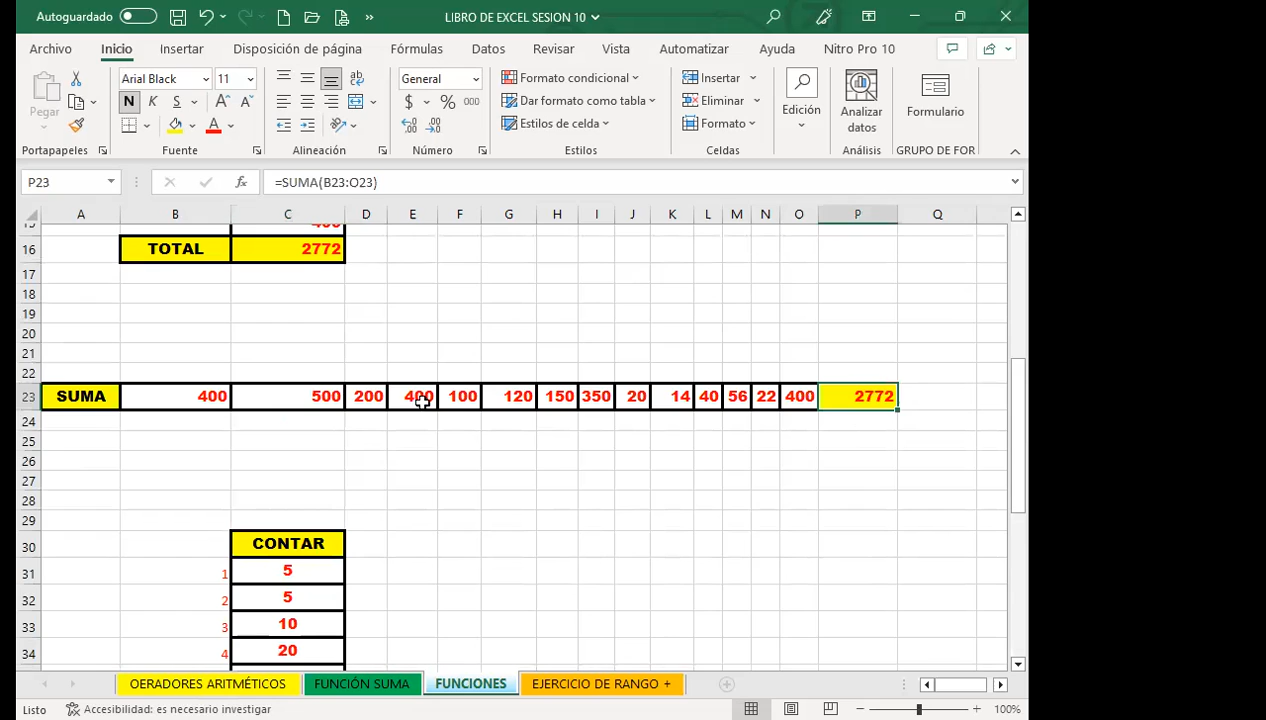 Autoguardado LIBRO DE EXCEL SESION 10
Archivo Inicio Insertar Disposición de página Fórmulas Datos Revisar Vista Automatizar Ayuda Nitro Pro 10
Pegar Arial Black 11 General Formato condicional Insertar Edición Analizar datos Formulario
N K S Dar formato como tabla Eliminar
$ % 000 Estilos de celda Formato
Portapapeles Fuente Alineación Número Estilos Celdas Análisis GRUPO DE FOR
P23 fx =SUMA(B23:O23)
A B C D E F G H I J K L M N O P Q
15 400
16 TOTAL 2772
17
18
19
20
21
22
23 SUMA 400 500 200 400 100 120 150 350 20 14 40 56 22 400 2772
24
25
26
27
28
29
30 CONTAR
31 1 5
32 2 5
33 3 10
34 4 20
OERADORES ARITMÉTICOS FUNCIÓN SUMA FUNCIONES EJERCICIO DE RANGO +
Listo Accesibilidad: es necesario investigar 100%